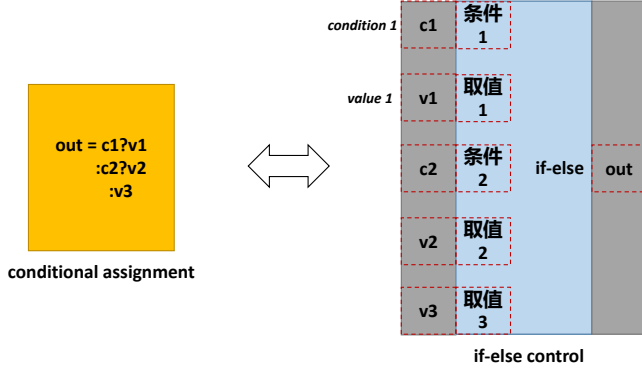 out = c1?v1
:c2?v2
:v3
conditional assignment
condition 1
c1
条件
1
value 1
v1
取值
1
c2
条件
2
if-else
out
v2
取值
2
v3
取值
3
if-else control